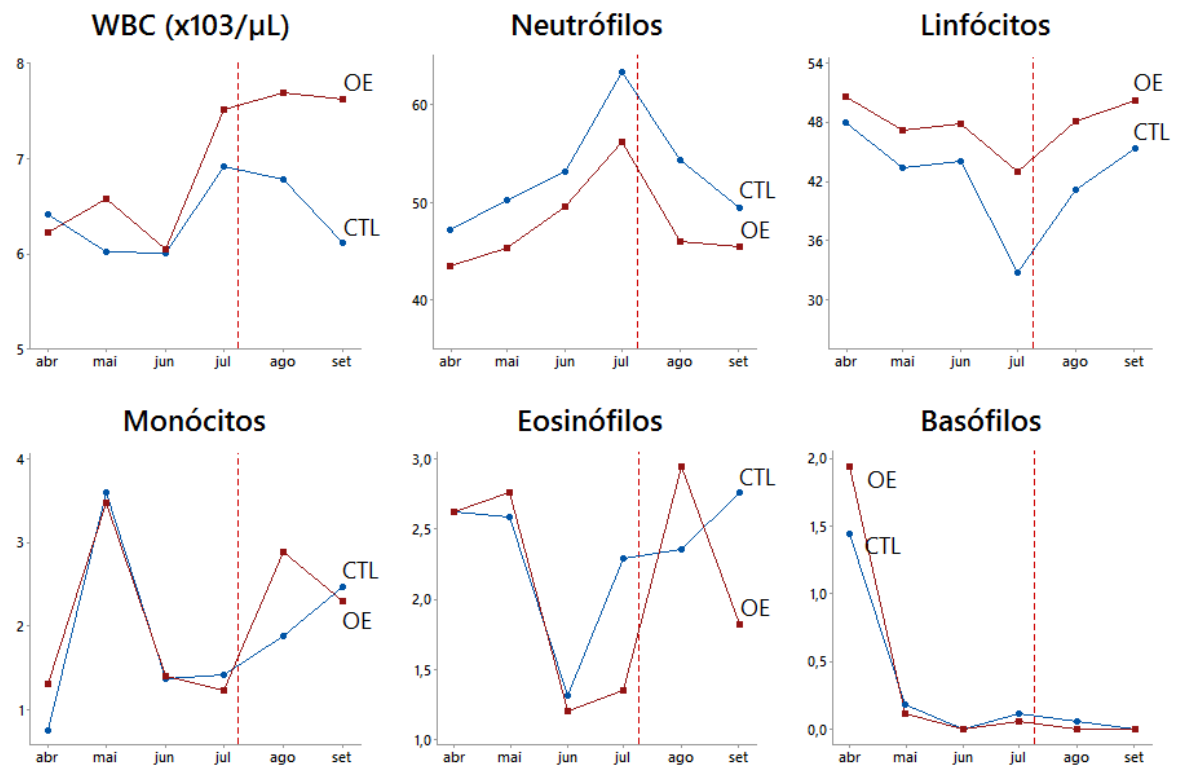 WBC (x103/µL)
8
7
6
5
OE
CTL
abr mai jun jul ago set
Neutrófilos
60
50
40
CTL
OE
abr mai jun jul ago set
Linfócitos
54
48
42
36
30
OE
CTL
abr mai jun jul ago set
Monócitos
4
3
2
1
CTL
OE
abr mai jun jul ago set
Eosinófilos
3,0
2,5
2,0
1,5
1,0
CTL
OE
abr mai jun jul ago set
Basófilos
2,0
1,5
1,0
0,5
0,0
OE
CTL
abr mai jun jul ago set